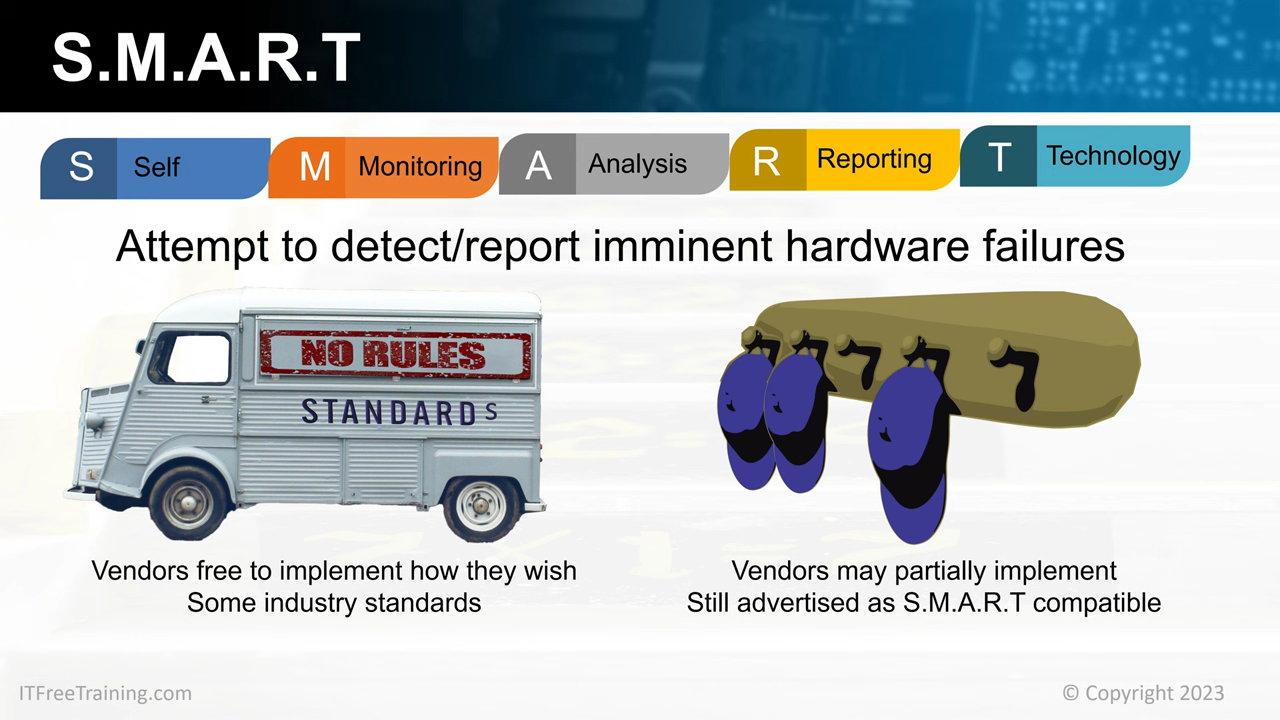 S.M.A.R.T
S Self M Monitoring A Analysis R Reporting T Technology
Attempt to detect/report imminent hardware failures
NO RULES
STANDARDS
Vendors free to implement how they wish
Some industry standards
Vendors may partially implement
Still advertised as S.M.A.R.T compatible
ITFreeTraining.com
© Copyright 2023